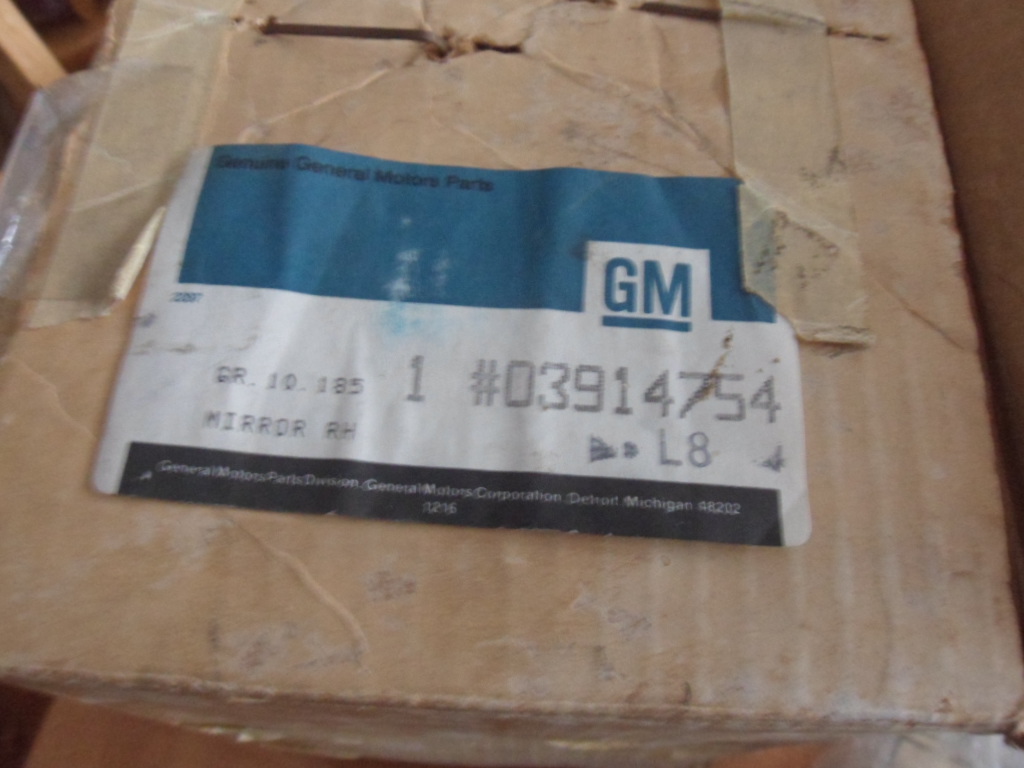 Genuine General Motors Parts
GM
GR. 10.185 1 #03914754
MIRROR RH
L8
General Motors Parts Division, General Motors Corporation Detroit Michigan 48202